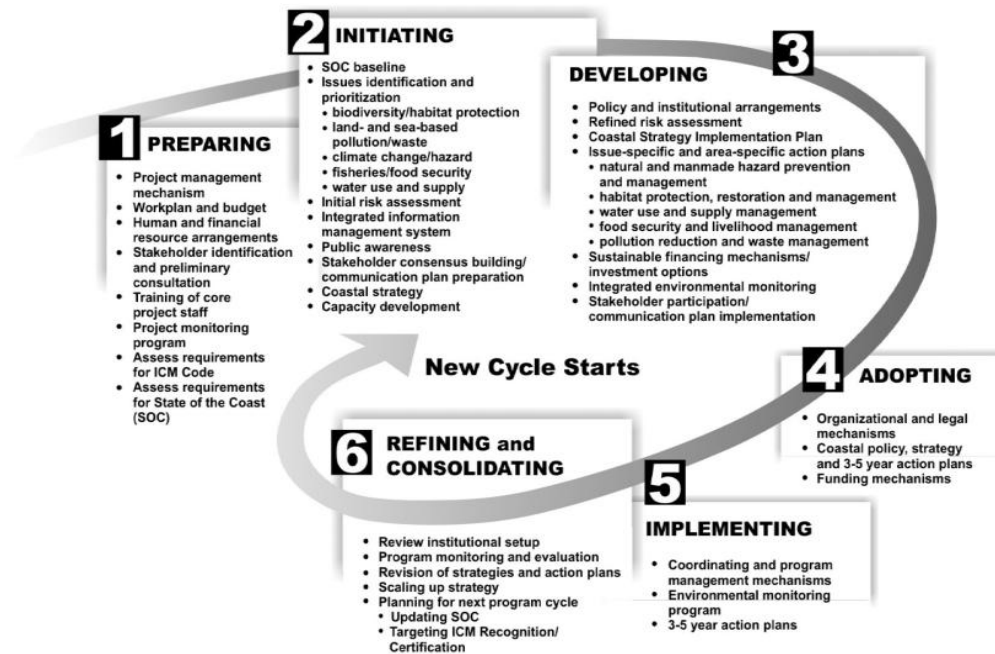 1 PREPARING
• Project management
mechanism
• Workplan and budget
• Human and financial
resource arrangements
• Stakeholder identification
and preliminary
consultation
• Training of core
project staff
• Project monitoring
program
• Assess requirements
for ICM Code
• Assess requirements
for State of the Coast
(SOC)
2 INITIATING
• SOC baseline
• Issues identification and
prioritization
• biodiversity/habitat protection
• land- and sea-based
pollution/waste
• climate change/hazard
• fisheries/food security
• water use and supply
• Initial risk assessment
• Integrated information
management system
• Public awareness
• Stakeholder consensus building/
communication plan preparation
• Coastal strategy
• Capacity development
3
DEVELOPING
• Policy and institutional arrangements
• Refined risk assessment
• Coastal Strategy Implementation Plan
• Issue-specific and area-specific action plans
• natural and manmade hazard prevention
and management
• habitat protection, restoration and management
• water use and supply management
• food security and livelihood management
• pollution reduction and waste management
• Sustainable financing mechanisms/
investment options
• Integrated environmental monitoring
• Stakeholder participation/
communication plan implementation
4 ADOPTING
• Organizational and legal
mechanisms
• Coastal policy, strategy
and 3-5 year action plans
• Funding mechanisms
5
IMPLEMENTING
• Coordinating and program
management mechanisms
• Environmental monitoring
program
• 3-5 year action plans
6 REFINING and
CONSOLIDATING
• Review institutional setup
• Program monitoring and evaluation
• Revision of strategies and action plans
• Scaling up strategy
• Planning for next program cycle
• Updating SOC
• Targeting ICM Recognition/
Certification
New Cycle Starts